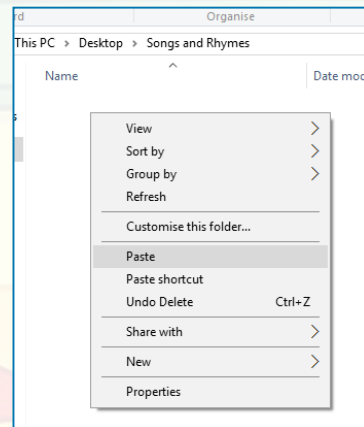 rd
Organise
This PC > Desktop > Songs and Rhymes
Name Date mod
s
View
Sort by
Group by
Refresh
Customise this folder...
Paste
Paste shortcut
Undo Delete Ctrl+Z
Share with
New
Properties